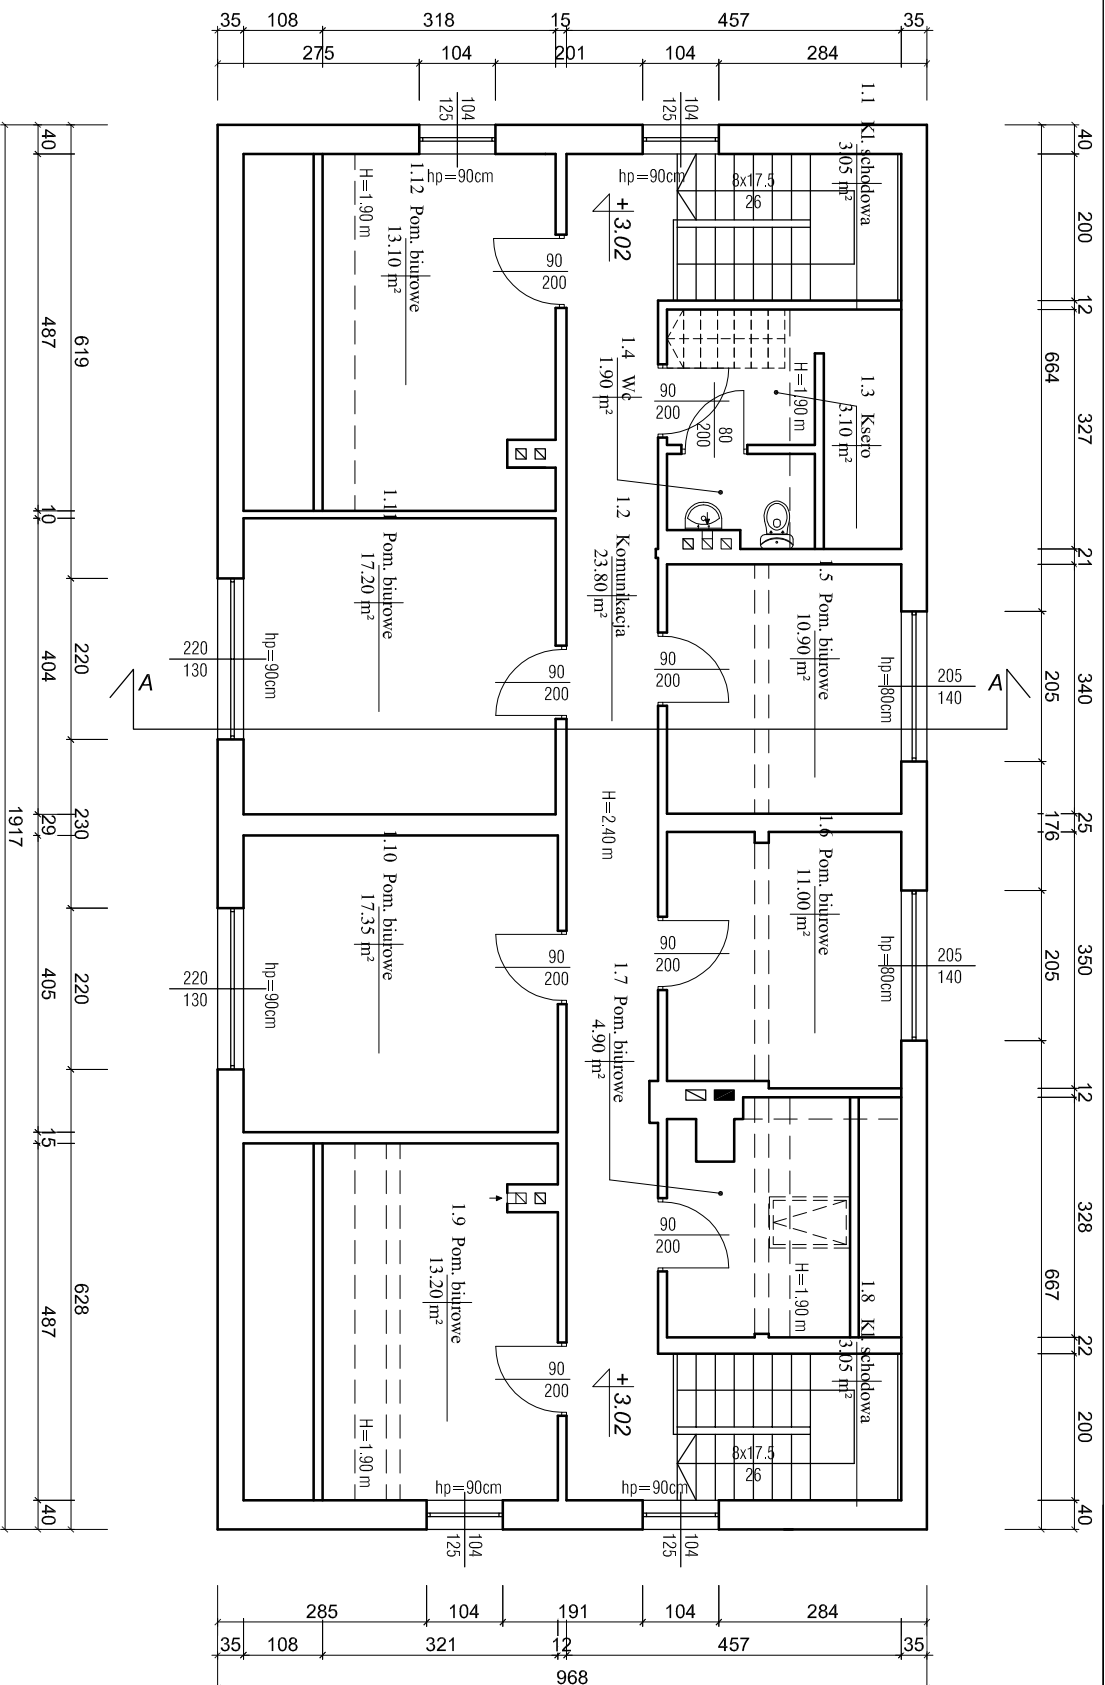 35 108 318 15 457 35
275 104 201 104 284
104
125
104
125
hp=90cm
hp=90cm
1.1 Kl. schodowa
3.05 m²
8x17.5
26
+3.02
1.12 Pom. biurowe
13.10 m²
H=1.90 m
90
200
1.4 Wc
1.90 m²
90
200
80
200
H=1.90 m
1.3 Ksero
3.10 m²
1.2 Komunikacja
23.80 m²
1.11 Pom. biurowe
17.20 m²
1.5 Pom. biurowe
10.90 m²
220
130
hp=90cm
90
200
90
200
hp=80cm
205
140
A
A
H=2.40 m
1.10 Pom. biurowe
17.35 m²
1.6 Pom. biurowe
11.00 m²
220
130
hp=90cm
90
200
90
200
hp=80cm
205
140
1.7 Pom. biurowe
4.90 m²
1.9 Pom. biurowe
13.20 m²
90
200
H=1.90 m
1.8 Kl. schodowa
3.05 m²
90
200
+3.02
H=1.90 m
8x17.5
26
hp=90cm
hp=90cm
104
125
104
125
40 487 10 404 29 405 15 487 40
619 220 230 220 628
1917
40 200 12 327 21 340 25 350 12 328 22 200 40
664 205 176 205 667
285 104 191 104 284
35 108 321 12 457 35
968